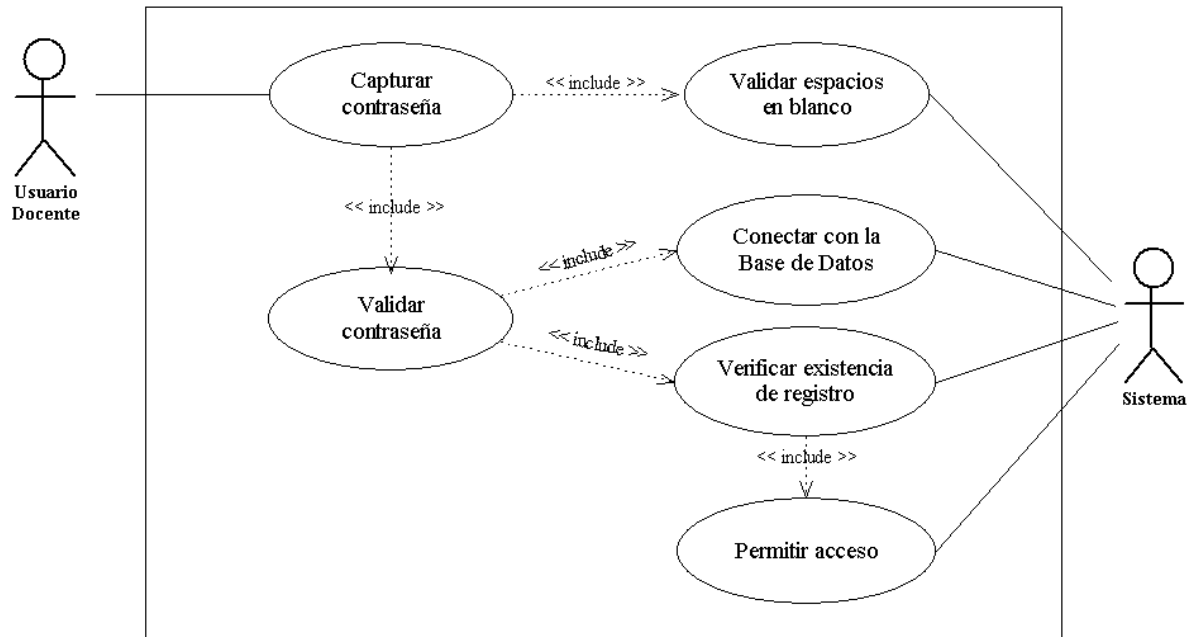 Capturar
contraseña
<< include >>
Validar espacios
en blanco
Usuario
Docente
<< include >>
Conectar con la
Base de Datos
<< include >>
Validar
contraseña
<< include >>
Verificar existencia
de registro
Sistema
<< include >>
Permitir acceso